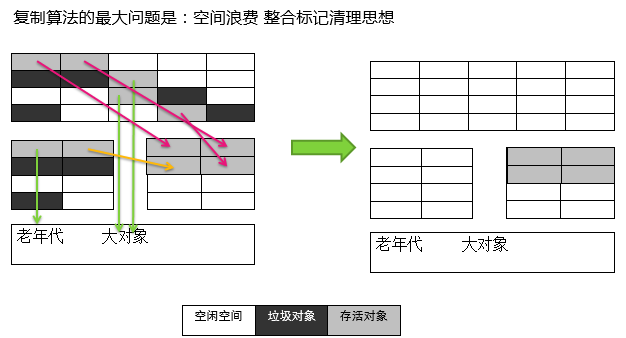 复制算法的最大问题是：空间浪费 整合标记清理思想
老年代 大对象
老年代 大对象
空闲空间 垃圾对象 存活对象